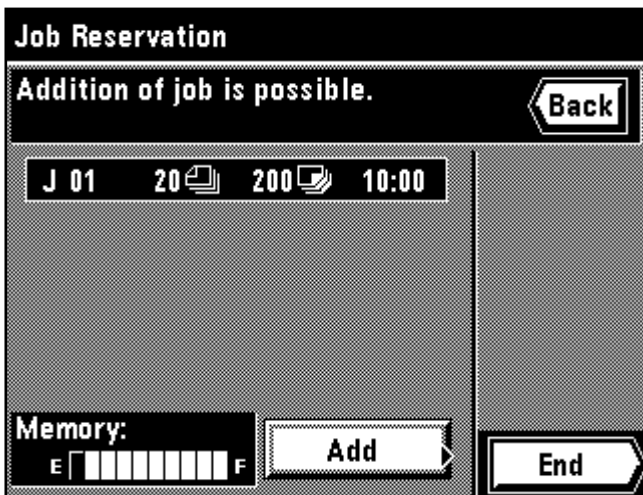 Job Reservation
Addition of job is possible.
Back
J 01 20 200 10:00
Memory:
E F
Add
End